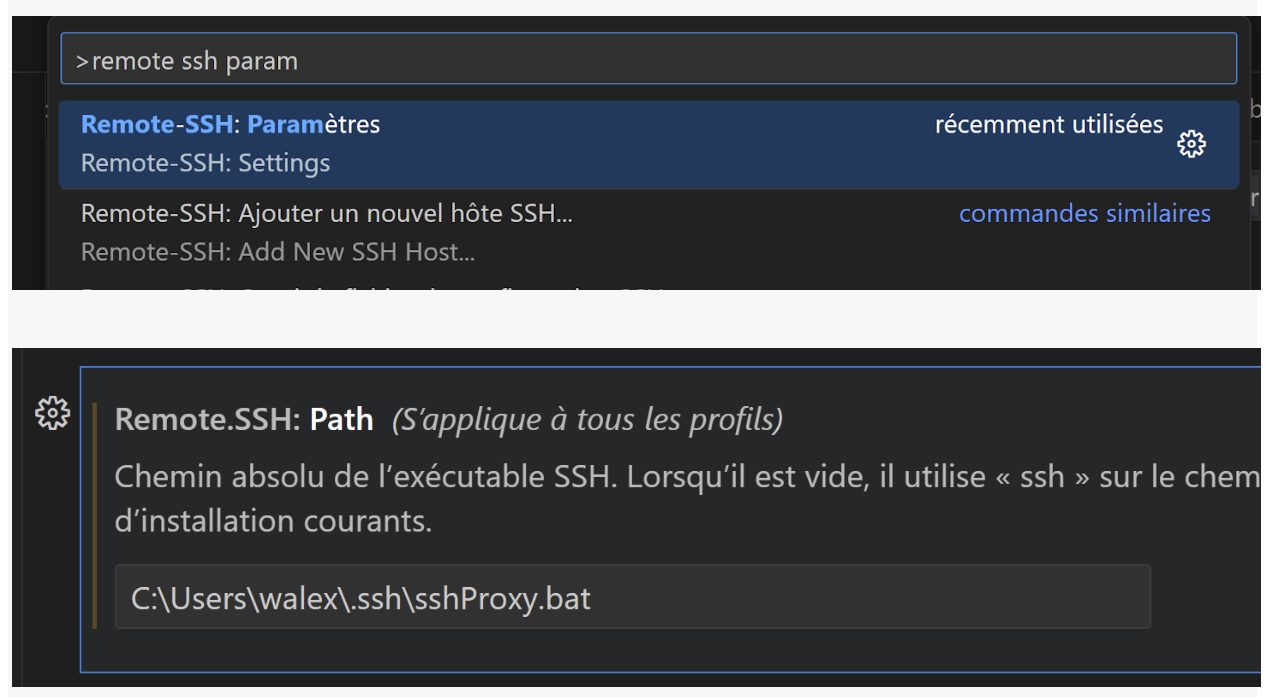 >remote ssh param
Remote-SSH: Paramètres récemment utilisées
Remote-SSH: Settings
Remote-SSH: Ajouter un nouvel hôte SSH... commandes similaires
Remote-SSH: Add New SSH Host...
Remote.SSH: Path (S’applique à tous les profils)
Chemin absolu de l’exécutable SSH. Lorsqu’il est vide, il utilise « ssh » sur le chem
d’installation courants.
C:\Users\walex\.ssh\sshProxy.bat